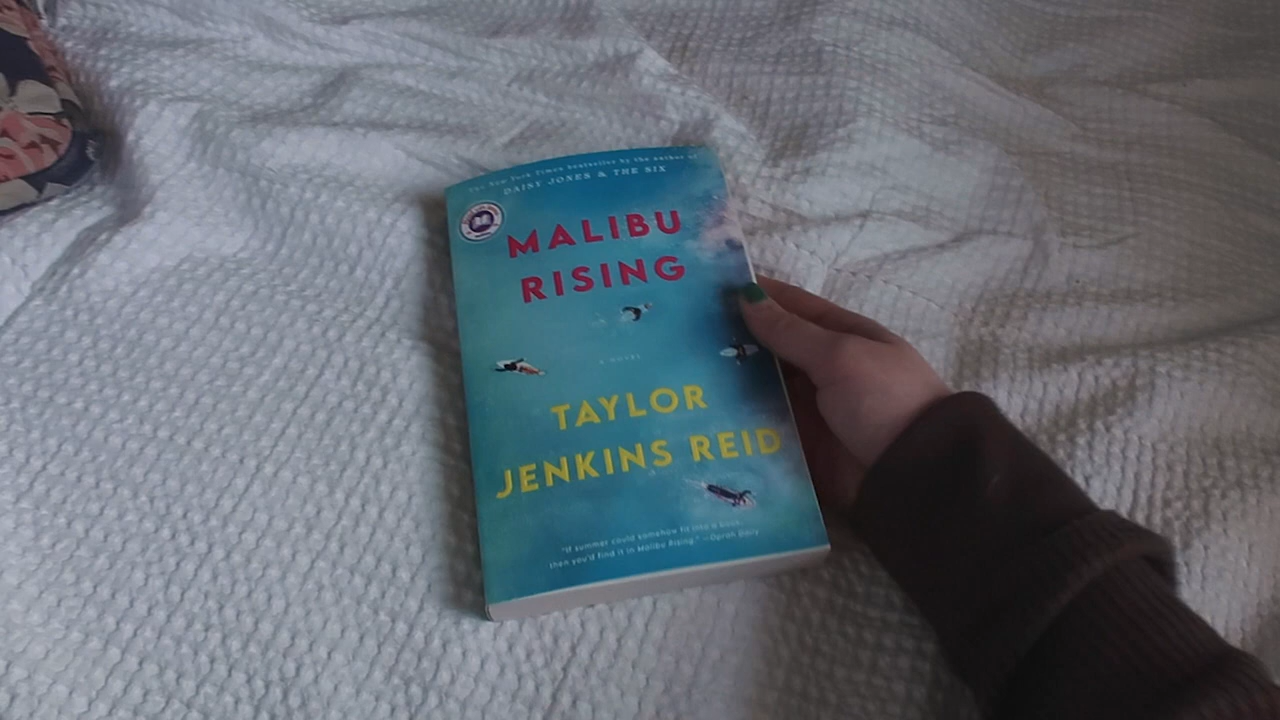 The New York Times bestseller by the author of
DAISY JONES & THE SIX
MALIBU
RISING
A NOVEL
TAYLOR
JENKINS REID
"If summer could somehow fit into a book,
then you'd find it in Malibu Rising." —Oprah Daily